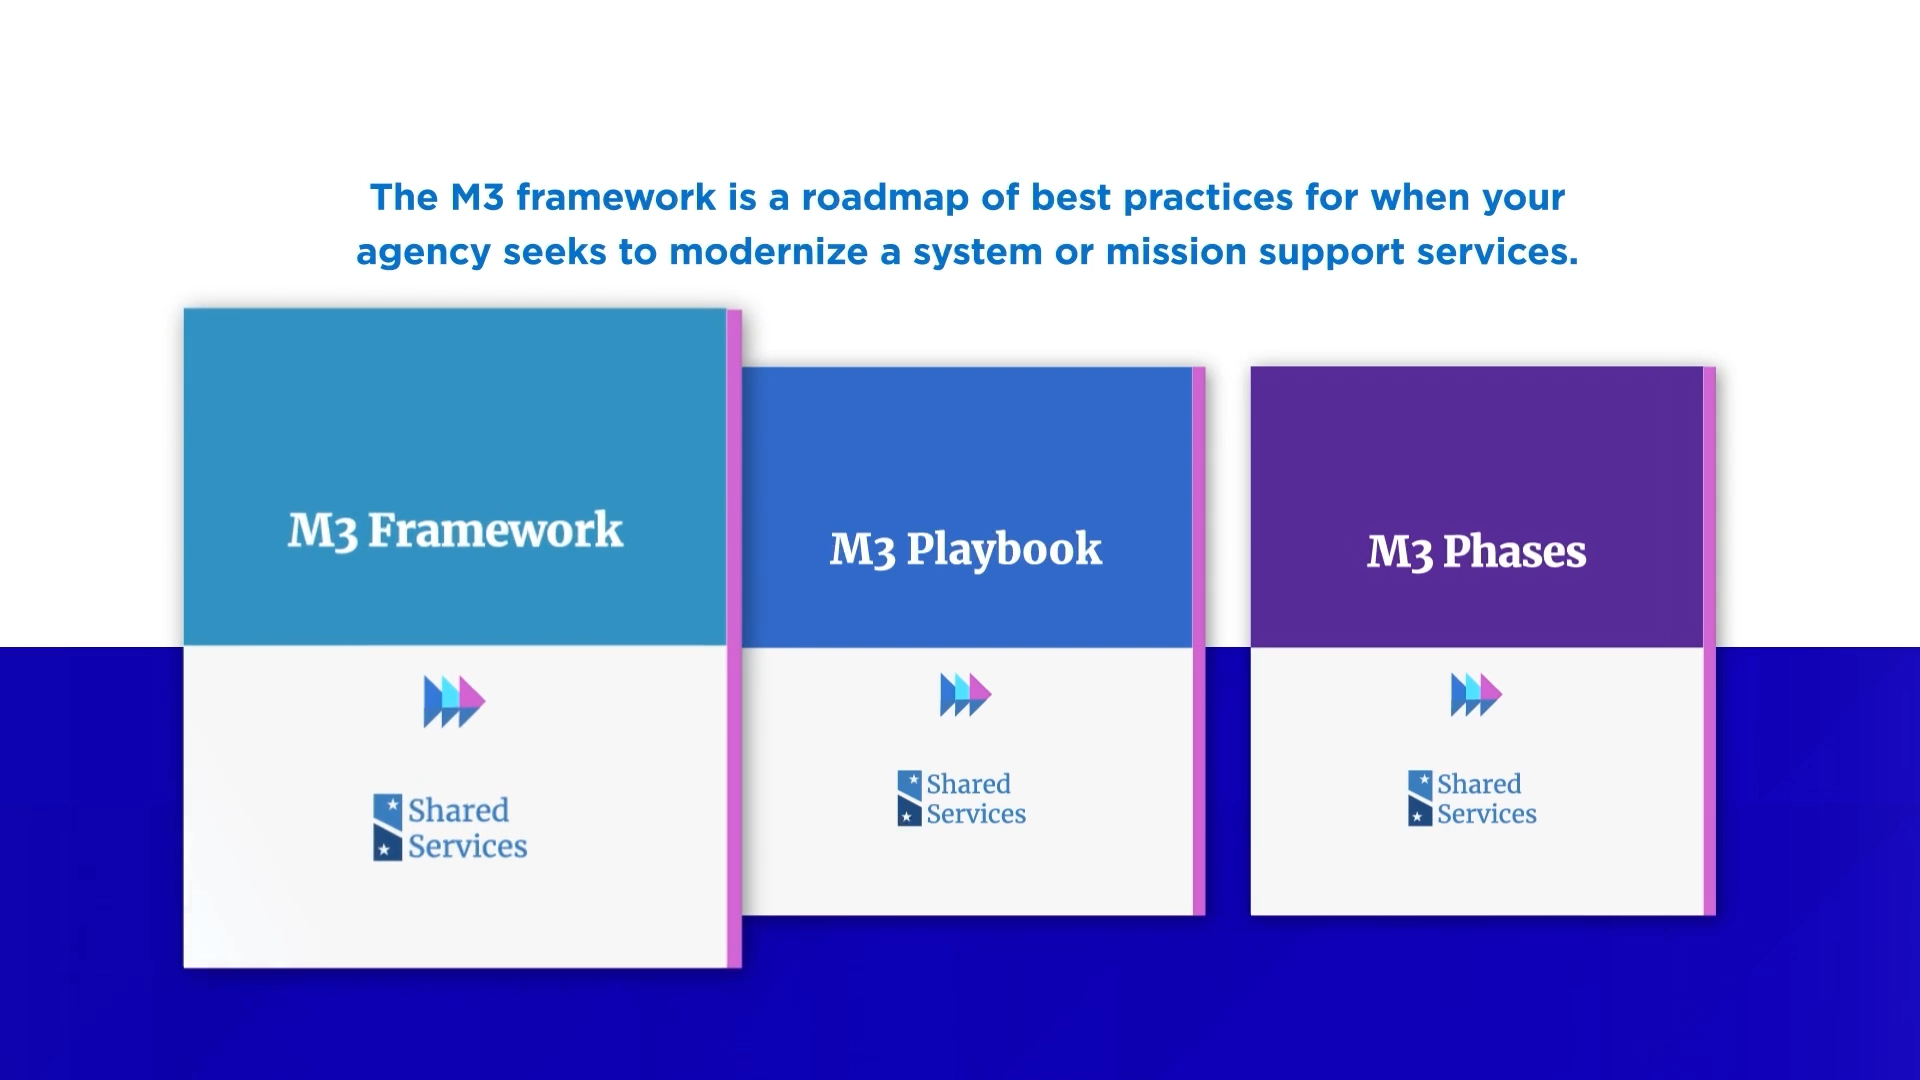 The M3 framework is a roadmap of best practices for when your
agency seeks to modernize a system or mission support services.
M3 Framework
Shared
Services
M3 Playbook
Shared
Services
M3 Phases
Shared
Services